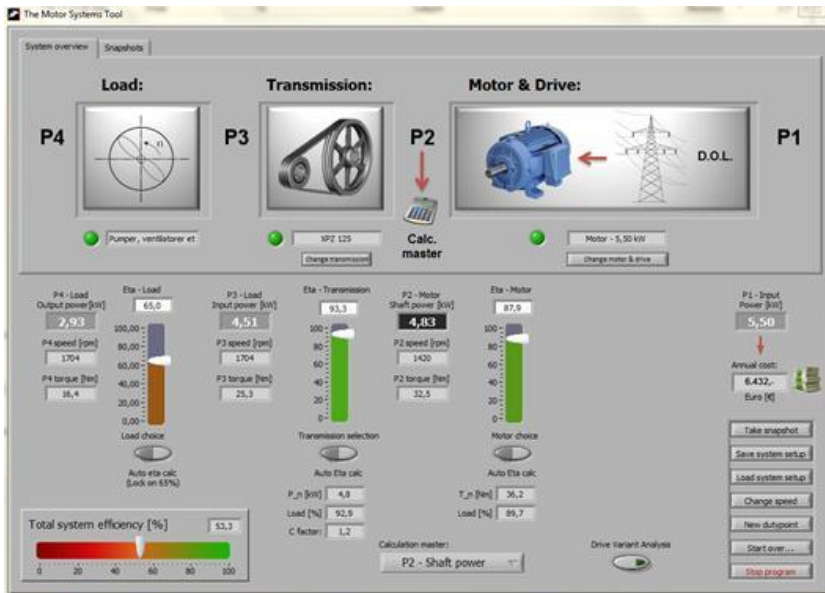 The Motor Systems Tool
System overview
Snapshots
Load:
Transmission:
Motor & Drive:
P4
P3
P2
P1
D.O.L.
Calc.
master
Pumper, ventilatorer et
XPZ 125
Motor - 5,50 kW
Change transmission
Change motor & drive
P4 - Load
Output power[kW]
2,93
P4 speed [rpm]
1704
P4 torque [Nm]
16,4
Eta - Load
65,0
100,00
80,00
60,00
40,00
20,00
0,00
Load choice
Auto eta calc
(Lock on 65%)
P3 - Load
Input power[kW]
4,51
P3 speed [rpm]
1704
P3 torque [Nm]
25,3
Eta - Transmission
93,3
100
80
60
40
20
0
Transmission selection
Auto Eta calc
P_n [kW]
4,8
Load [%]
92,9
C factor:
1,2
P2 - Motor
Shaft power [kW]
4,83
P2 speed [rpm]
1420
P2 torque [Nm]
32,5
Eta - Motor
87,9
100
80
60
40
20
0
Motor choice
Auto Eta calc
T_n [Nm]
36,2
Load [%]
89,7
P1 - Input
Power [kW]
5,50
Annual cost:
6.432,-
Euro [€]
Take snapshot
Save system setup
Load system setup
Change speed
New dutypoint
Start over...
Stop program
Total system efficiency [%]
53,3
0 20 40 60 80 100
Calculation master:
P2 - Shaft power
Drive Variant Analysis